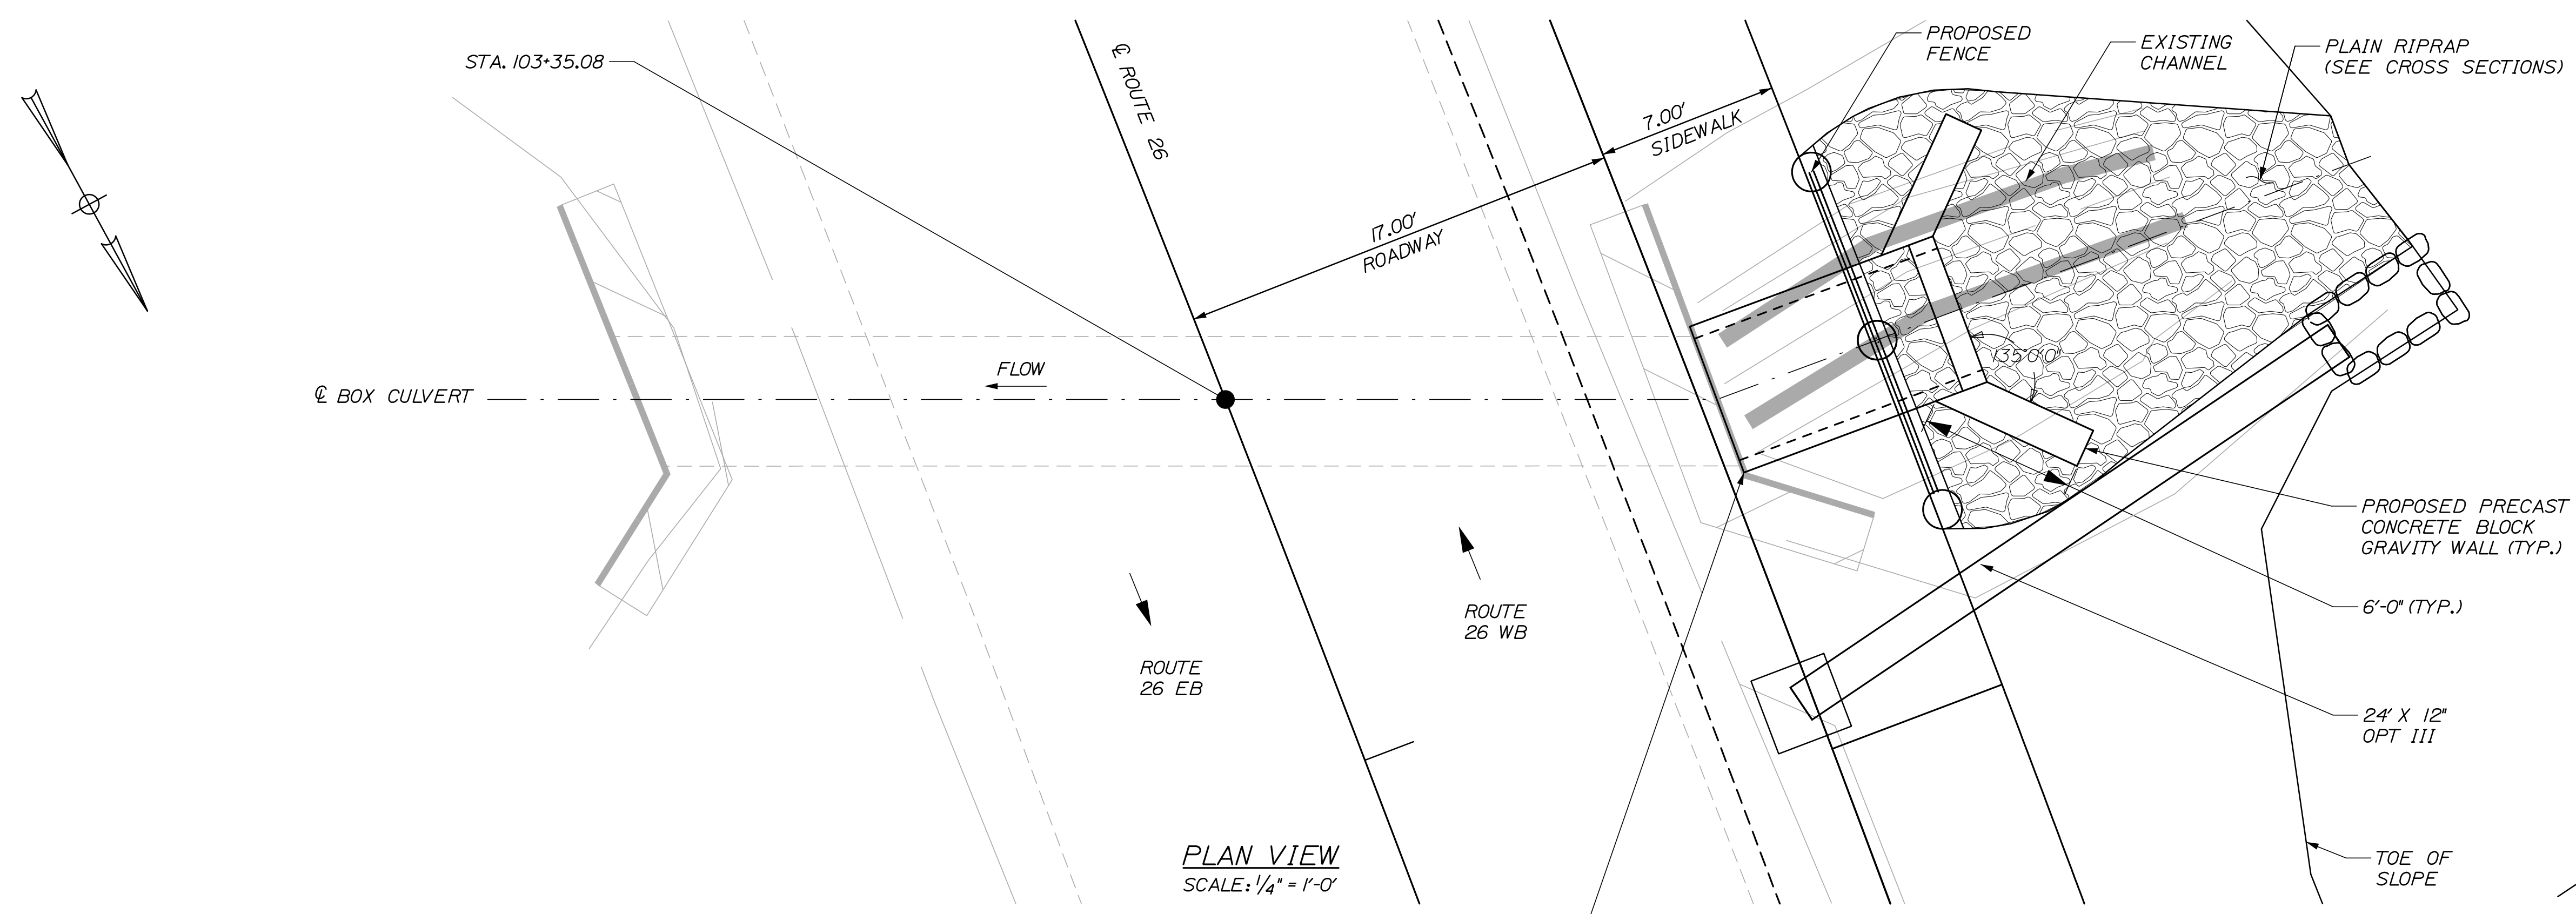 STA. 103+35.08
℄ ROUTE 26
PROPOSED
FENCE
EXISTING
CHANNEL
PLAIN RIPRAP
(SEE CROSS SECTIONS)
7.00'
SIDEWALK
17.00'
ROADWAY
℄ BOX CULVERT
FLOW
135°0'0"
PROPOSED PRECAST
CONCRETE BLOCK
GRAVITY WALL (TYP.)
6'-0" (TYP.)
ROUTE
26 WB
ROUTE
26 EB
24' X 12"
OPT III
TOE OF
SLOPE
PLAN VIEW
SCALE: 1/4" = 1'-0'